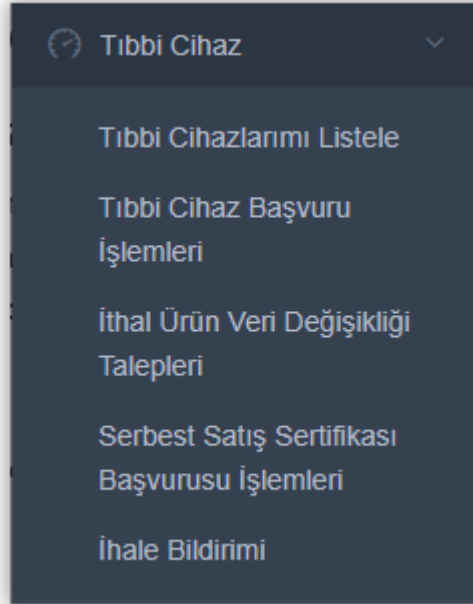 Tıbbi Cihaz
Tıbbi Cihazlarımı Listele
Tıbbi Cihaz Başvuru
İşlemleri
İthal Ürün Veri Değişikliği
Talepleri
Serbest Satış Sertifikası
Başvurusu İşlemleri
İhale Bildirimi